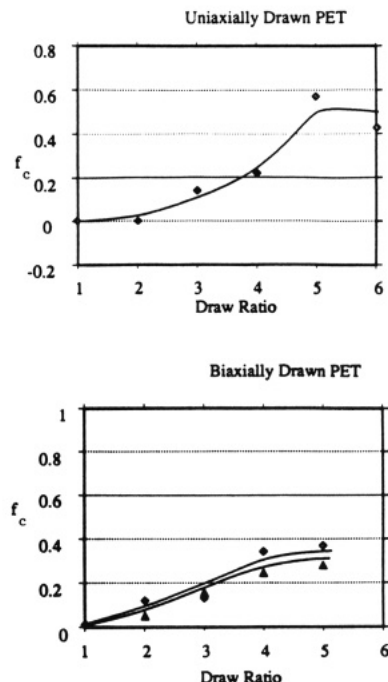 Uniaxially Drawn PET
0.8
0.6
0.4
f c
0.2
0
-0.2
1 2 3 4 5 6
Draw Ratio
Biaxially Drawn PET
1
0.8
0.6
f c
0.4
0.2
0
1 2 3 4 5 6
Draw Ratio